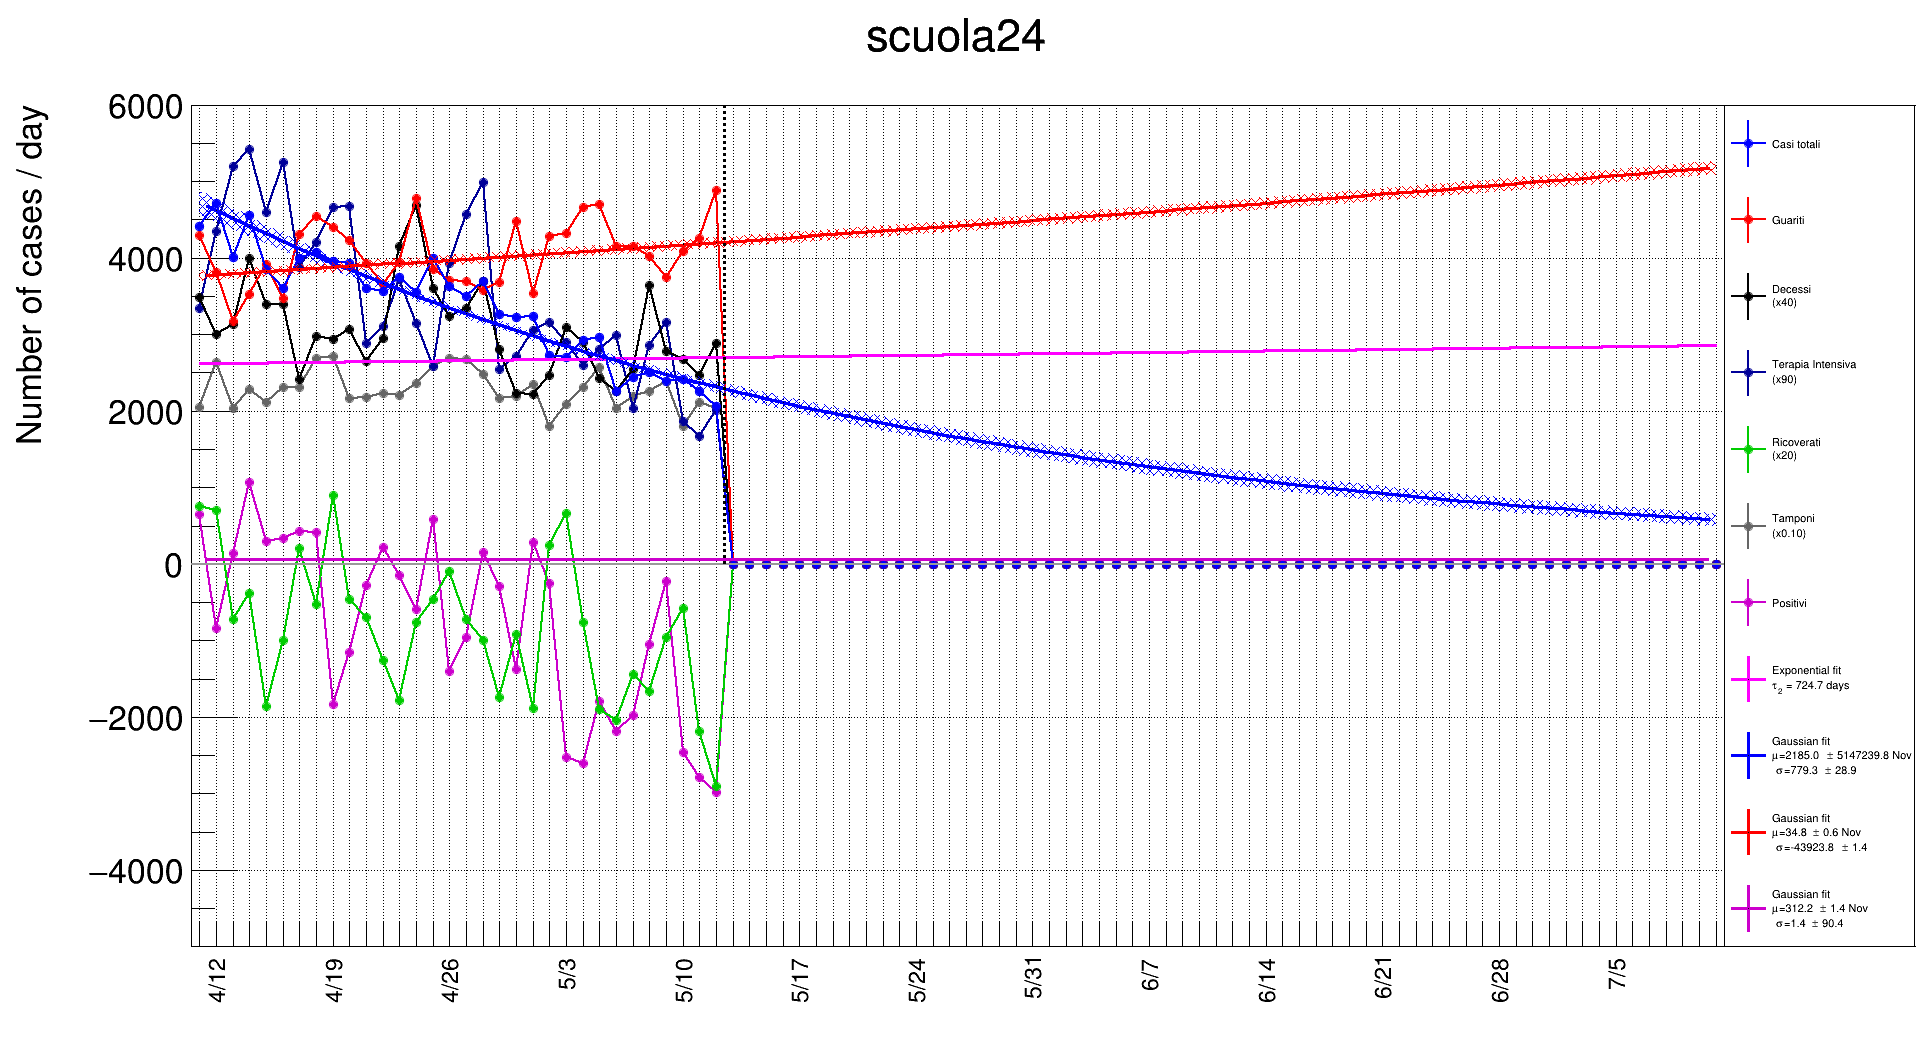 scuola24
Number of cases / day
6000
4000
2000
0
−2000
−4000
4/12
4/19
4/26
5/3
5/10
5/17
5/24
5/31
6/7
6/14
6/21
6/28
7/5
Casi totali
Guariti
Decessi
(x40)
Terapia Intensiva
(x90)
Ricoverati
(x20)
Tamponi
(x0.10)
Positivi
Exponential fit
τ2 = 724.7 days
Gaussian fit
μ=2185.0 ± 5147239.8 Nov
σ=779.3 ± 28.9
Gaussian fit
μ=34.8 ± 0.6 Nov
σ=-43923.8 ± 1.4
Gaussian fit
μ=312.2 ± 1.4 Nov
σ=1.4 ± 90.4